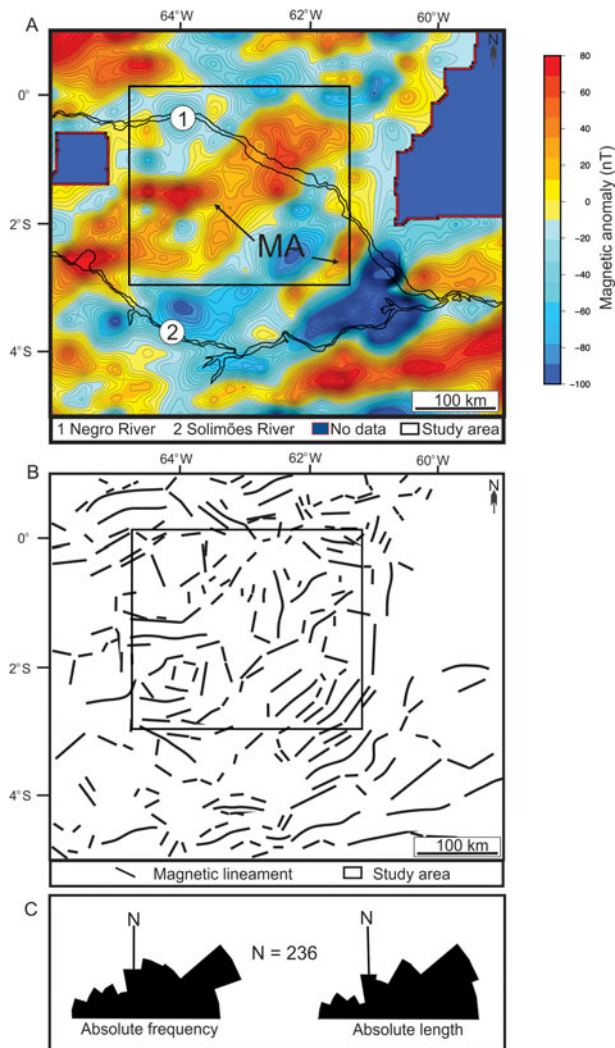 A
64°W 62°W 60°W
N
0°
2°S
4°S
1
2
MA
100 km
80
60
40
20
0
−20
−40
−60
−80
−100
Magnetic anomaly (nT)
1 Negro River 2 Solimões River No data Study area
B
64°W 62°W 60°W
N
0°
2°S
4°S
100 km
Magnetic lineament Study area
C
N N
N = 236
Absolute frequency Absolute length